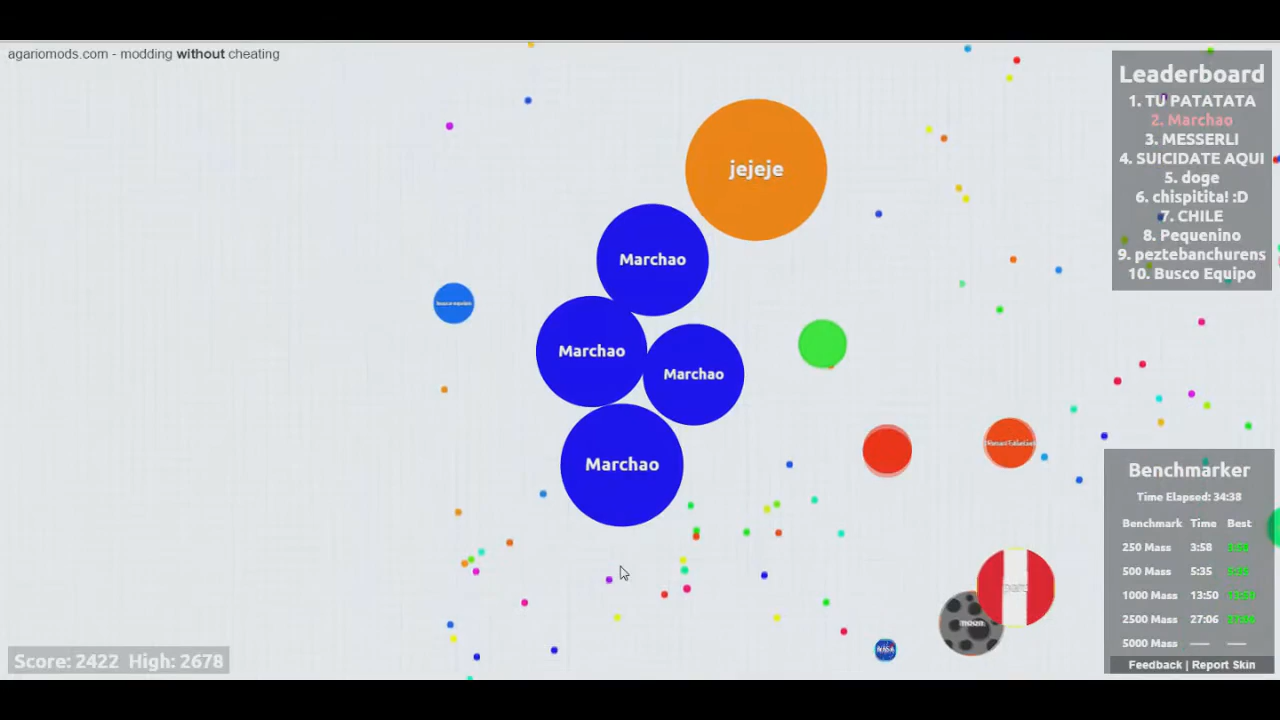 agariomods.com - modding without cheating
Leaderboard
1. TU PATATATA
2. Marchao
3. MESSERLI
4. SUICIDATE AQUI
5. doge
6. chispitita! :D
7. CHILE
8. Pequenino
9. peztebanchurens
10. Busco Equipo
jejeje
Marchao
Marchao
Marchao
Marchao
Benchmarker
Time Elapsed: 34:38
Benchmark Time Best
250 Mass 3:58
500 Mass 5:35
1000 Mass 13:50
2500 Mass 27:06
5000 Mass —— ——
Feedback | Report Skin
moon
NASA
Score: 2422 High: 2678